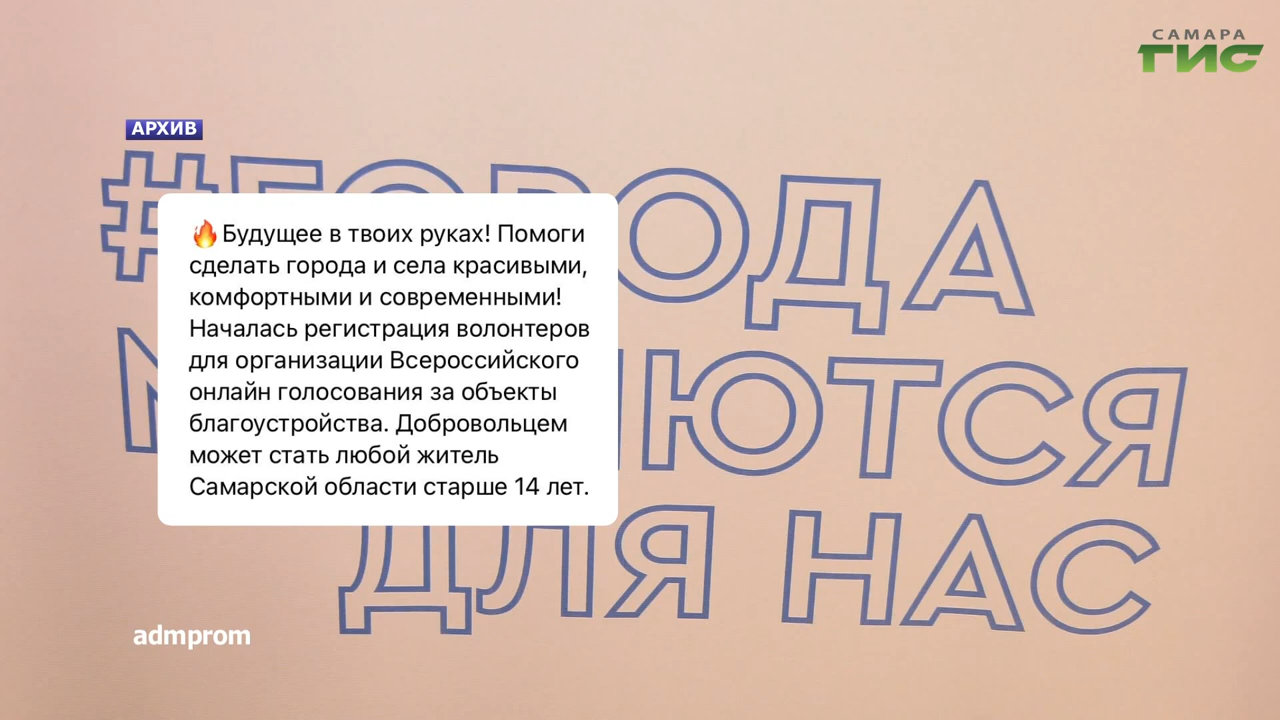 САМАРА
ГИС
АРХИВ
🔥Будущее в твоих руках! Помоги
сделать города и села красивыми,
комфортными и современными!
Началась регистрация волонтеров
для организации Всероссийского
онлайн голосования за объекты
благоустройства. Добровольцем
может стать любой житель
Самарской области старше 14 лет.
#ГОРОДА
ДЛЯ НАС
admprom